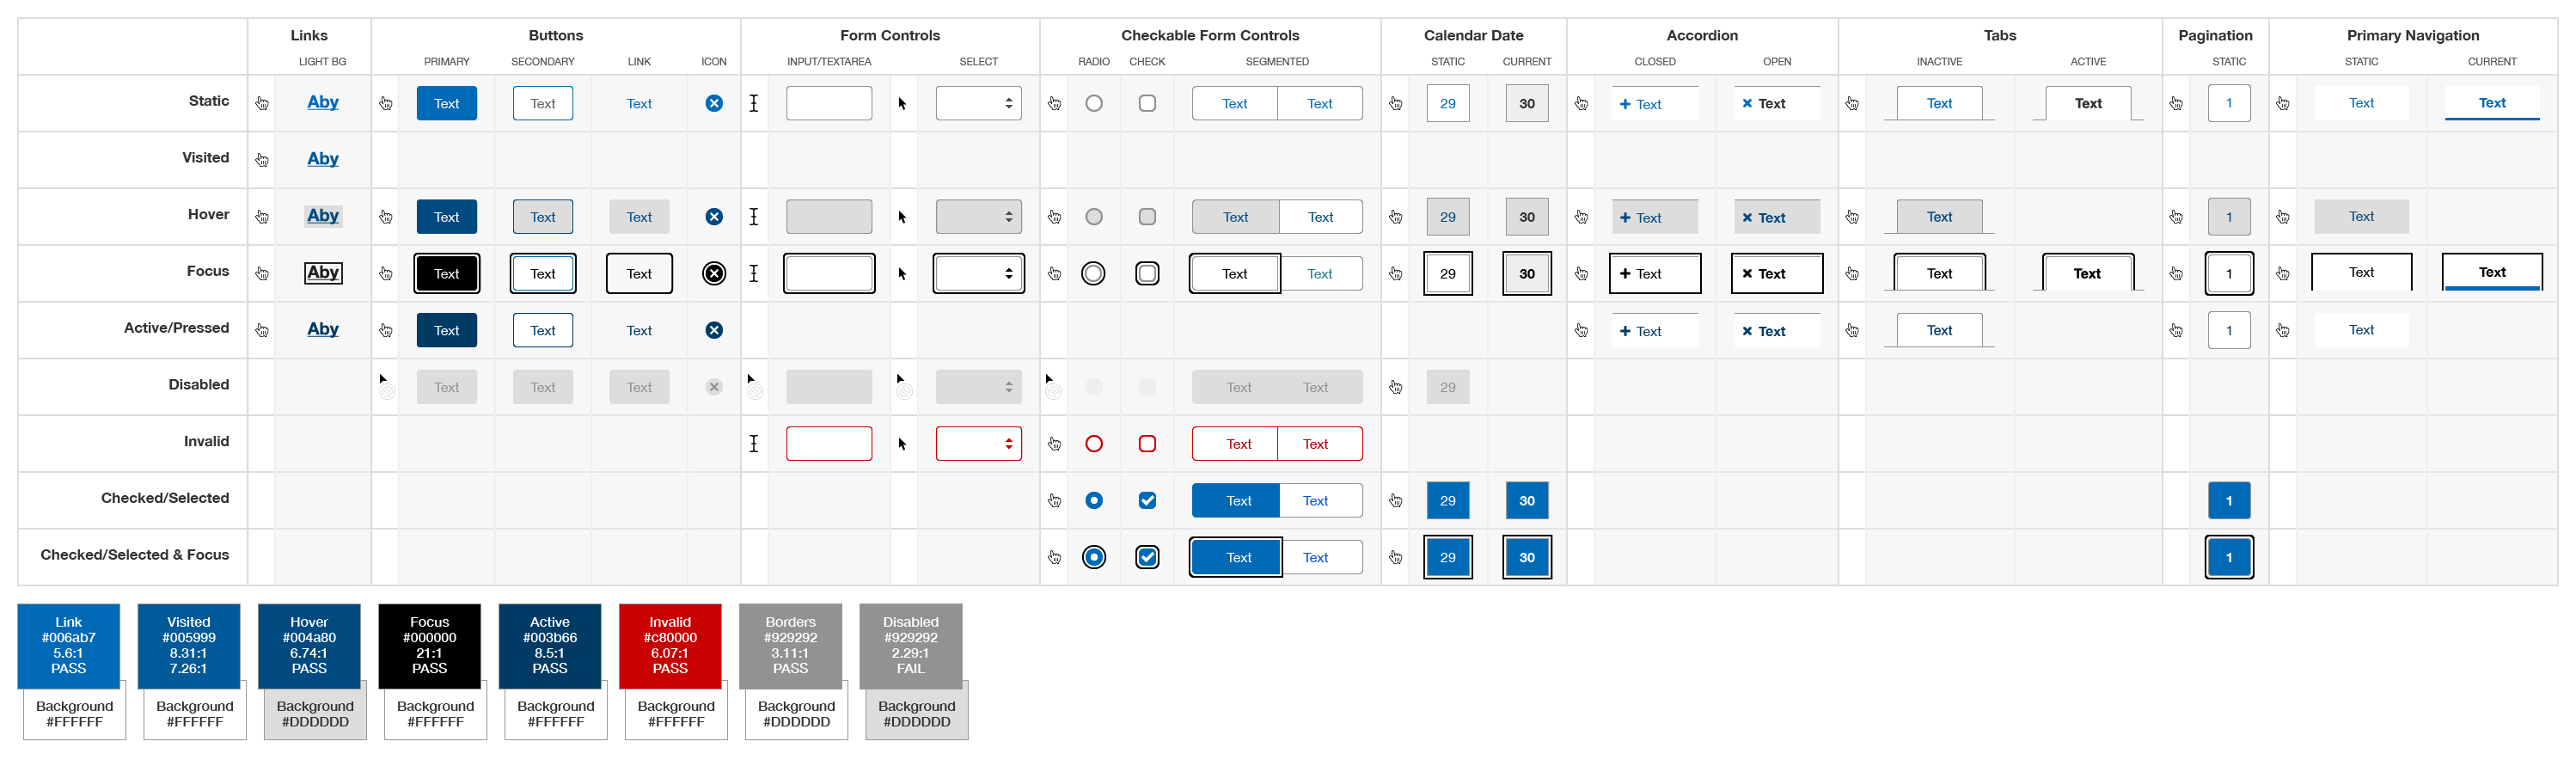 Links Buttons Form Controls Checkable Form Controls Calendar Date Accordion Tabs Pagination Primary Navigation
LIGHT BG PRIMARY SECONDARY LINK ICON INPUT/TEXTAREA SELECT RADIO CHECK SEGMENTED STATIC CURRENT CLOSED OPEN INACTIVE ACTIVE STATIC STATIC CURRENT
Static Aby Text Text Text Text Text 29 30 Text Text Text Text 1 Text Text
Visited Aby
Hover Aby Text Text Text Text Text 29 30 Text Text Text 1 Text
Focus Aby Text Text Text Text Text 29 30 Text Text Text Text 1 Text Text
Active/Pressed Aby Text Text Text Text Text Text 1 Text
Disabled Text Text Text Text Text 29
Invalid Text Text
Checked/Selected Text Text 29 30 1
Checked/Selected & Focus Text Text 29 30 1
Link
#006ab7
5.6:1
PASS
Background
#FFFFFF
Visited
#005999
8.31:1
7.26:1
Background
#FFFFFF
Hover
#004a80
6.74:1
PASS
Background
#DDDDDD
Focus
#000000
21:1
PASS
Background
#FFFFFF
Active
#003b66
8.5:1
PASS
Background
#FFFFFF
Invalid
#c80000
6.07:1
PASS
Background
#FFFFFF
Borders
#929292
3.11:1
PASS
Background
#DDDDDD
Disabled
#929292
2.29:1
FAIL
Background
#DDDDDD